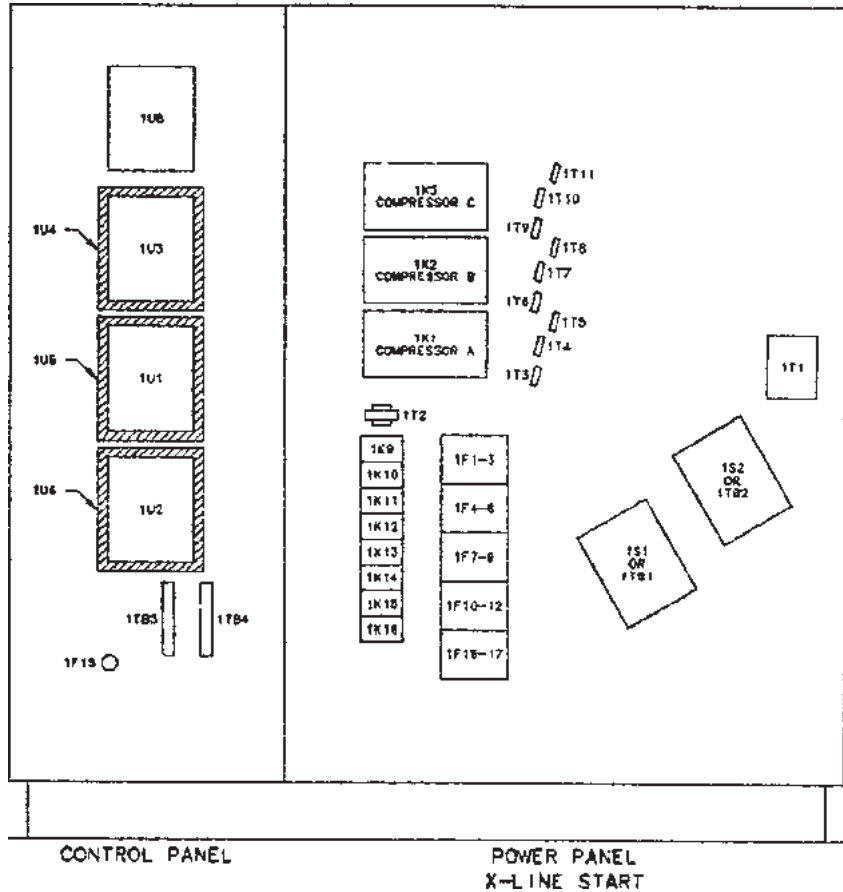 1U8
1U4
1U3
1U5
1U1
1U6
1U2
1TB3
1TB4
1F13
1K3
COMPRESSOR C
1K2
COMPRESSOR B
1K1
COMPRESSOR A
1T11
1T10
1T9
1T8
1T7
1T6
1T5
1T4
1T3
1T1
1T2
1K9
1K10
1K11
1K12
1K13
1K14
1K15
1K16
1F1-3
1F4-6
1F7-9
1F10-12
1F15-17
1S2
OR
1TB2
1S1
OR
1TB1
CONTROL PANEL
POWER PANEL
X-LINE START